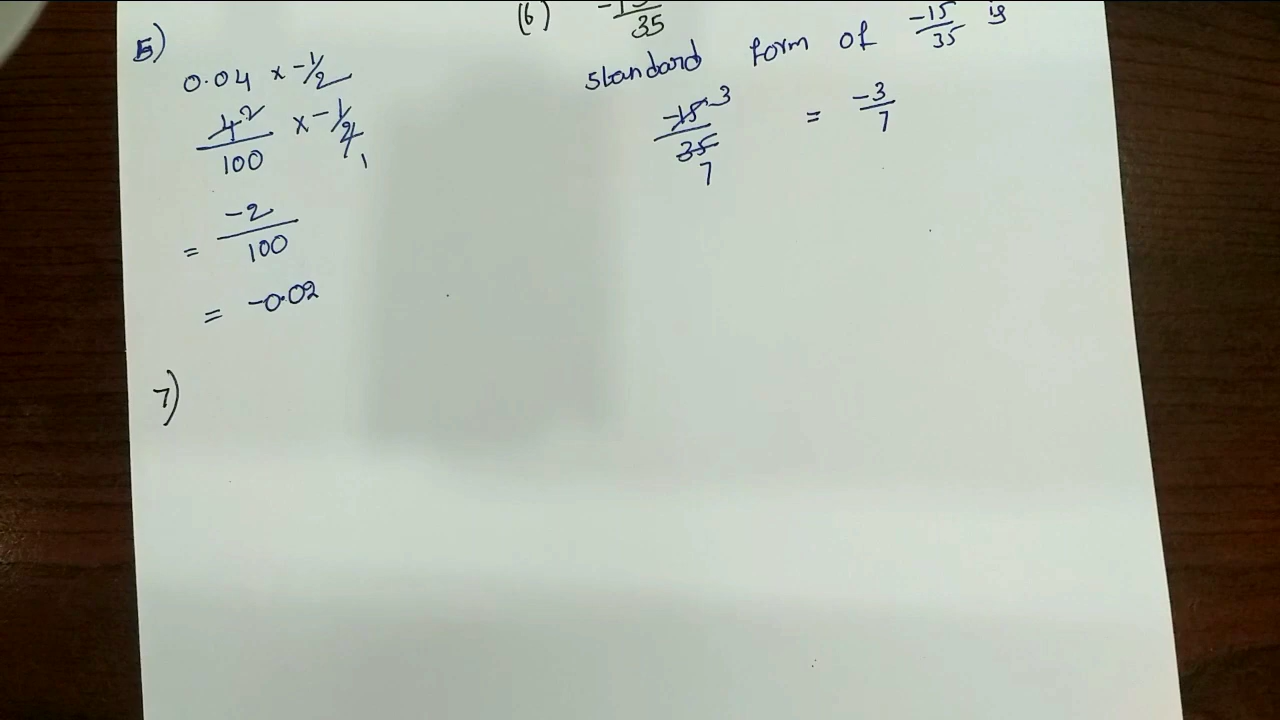 5)
0.04 × -1/2
4 2/100 × -1/2 1
= -2/100
= -0.02
(6) -15/35
standard form of -15/35 is
-15 -3/35 7 = -3/7
7)